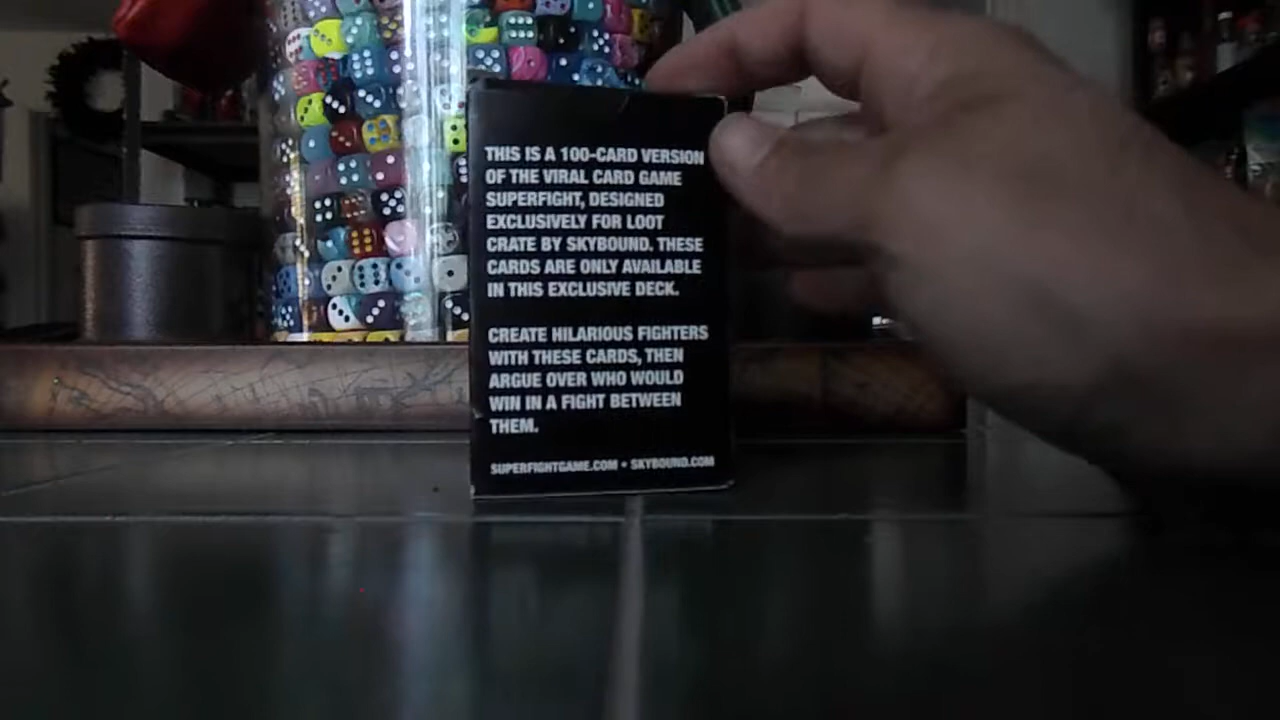 THIS IS A 100-CARD VERSION
OF THE VIRAL CARD GAME
SUPERFIGHT, DESIGNED
EXCLUSIVELY FOR LOOT
CRATE BY SKYBOUND. THESE
CARDS ARE ONLY AVAILABLE
IN THIS EXCLUSIVE DECK.
CREATE HILARIOUS FIGHTERS
WITH THESE CARDS, THEN
ARGUE OVER WHO WOULD
WIN IN A FIGHT BETWEEN
THEM.
SUPERFIGHTGAME.COM • SKYBOUND.COM